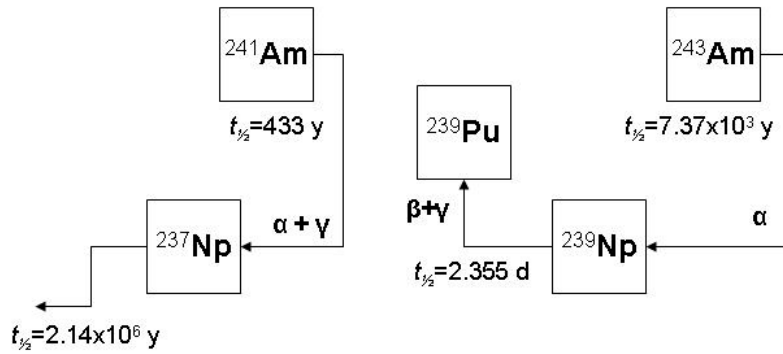 ²⁴¹Am
²⁴³Am
t½=433 y
²³⁹Pu
t½=7.37x10³ y
α + γ
β+γ
α
²³⁷Np
²³⁹Np
t½=2.355 d
t½=2.14x10⁶ y